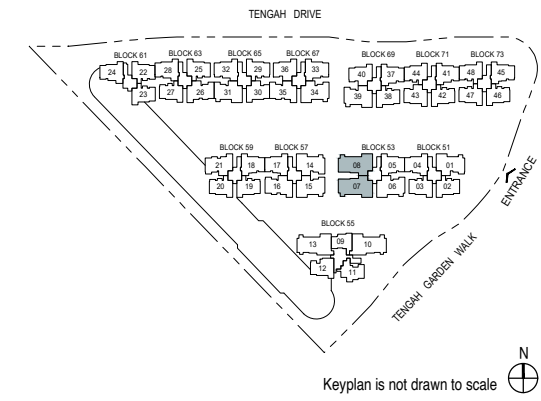 TENGAH DRIVE
BLOCK 61 BLOCK 63 BLOCK 65 BLOCK 67 BLOCK 69 BLOCK 71 BLOCK 73
24 22 28 25 32 29 36 33 40 37 44 41 48 45
23 27 26 31 30 35 34 39 38 43 42 47 46
BLOCK 59 BLOCK 57 BLOCK 53 BLOCK 51
21 18 17 14 08 05 04 01
20 19 16 15 07 06 03 02
ENTRANCE
BLOCK 55
13 09 10
12 11
TENGAH GARDEN WALK
N
Keyplan is not drawn to scale